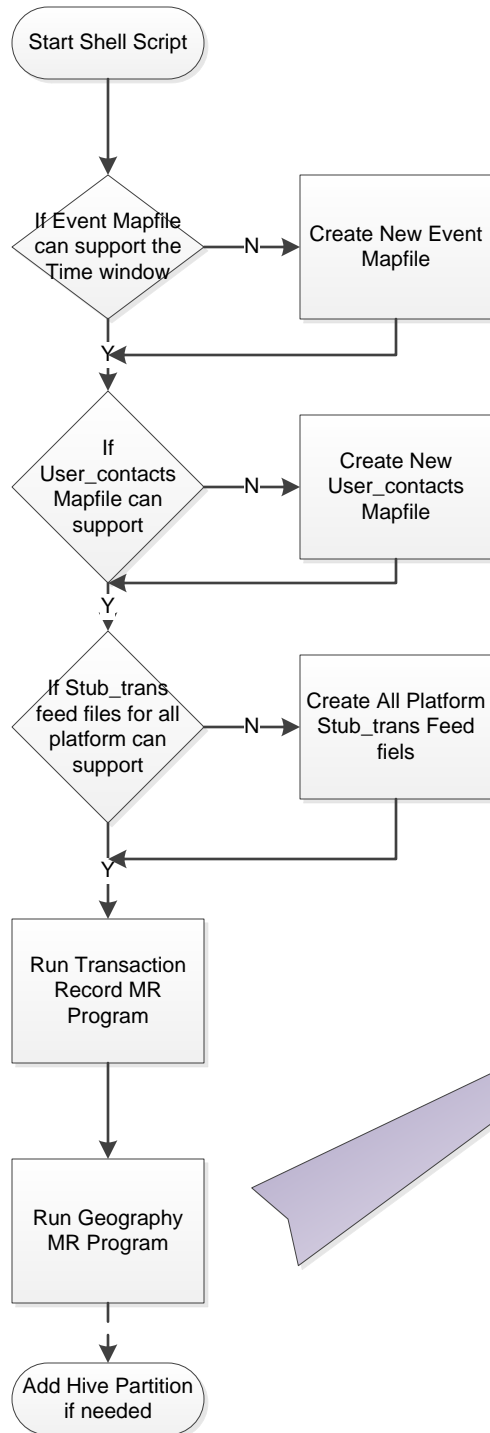 Start Shell Script
If Event Mapfile
can support the
Time window
N
Create New Event
Mapfile
Y
If
User_contacts
Mapfile can
support
N
Create New
User_contacts
Mapfile
Y
If Stub_trans
feed files for all
platform can
support
N
Create All Platform
Stub_trans Feed
fiels
Y
Run Transaction
Record MR
Program
Run Geography
MR Program
Add Hive Partition
if needed